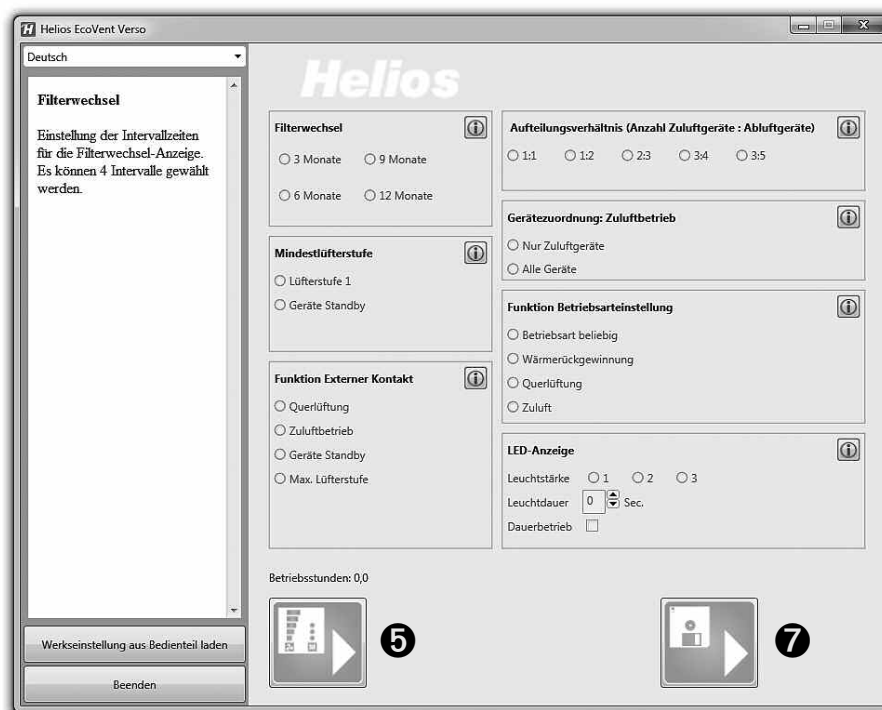 Helios EcoVent Verso
Deutsch
Filterwechsel
Einstellung der Intervallzeiten
für die Filterwechsel-Anzeige.
Es können 4 Intervalle gewählt
werden.
Werkseinstellung aus Bedienteil laden
Beenden
Helios
Filterwechsel
3 Monate 9 Monate
6 Monate 12 Monate
Mindestlüfterstufe
Lüfterstufe 1
Geräte Standby
Funktion Externer Kontakt
Querlüftung
Zuluftbetrieb
Geräte Standby
Max. Lüfterstufe
Aufteilungsverhältnis (Anzahl Zuluftgeräte : Abluftgeräte)
1:1 1:2 2:3 3:4 3:5
Gerätezuordnung: Zuluftbetrieb
Nur Zuluftgeräte
Alle Geräte
Funktion Betriebsarteinstellung
Betriebsart beliebig
Wärmerückgewinnung
Querlüftung
Zuluft
LED-Anzeige
Leuchtstärke 1 2 3
Leuchtdauer 0 Sec.
Dauerbetrieb
Betriebsstunden: 0,0
5
7